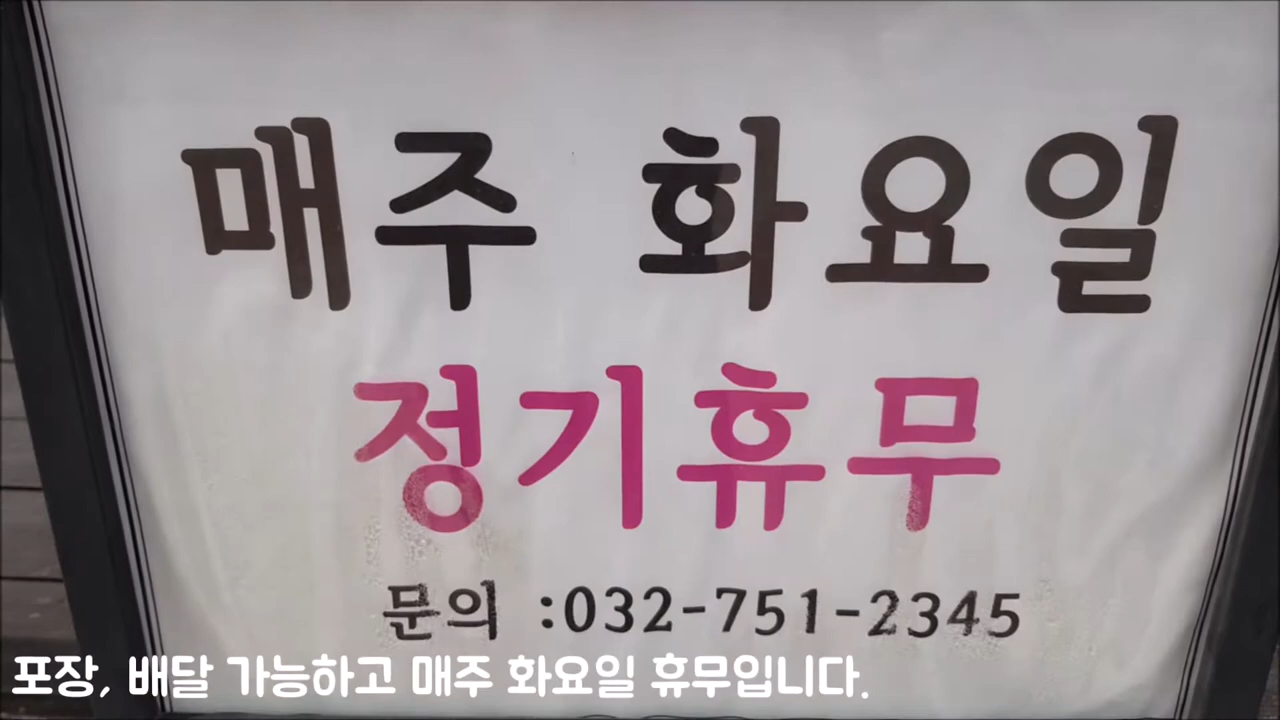 매주 화요일
정기휴무
문의 :032-751-2345
포장, 배달 가능하고 매주 화요일 휴무입니다.